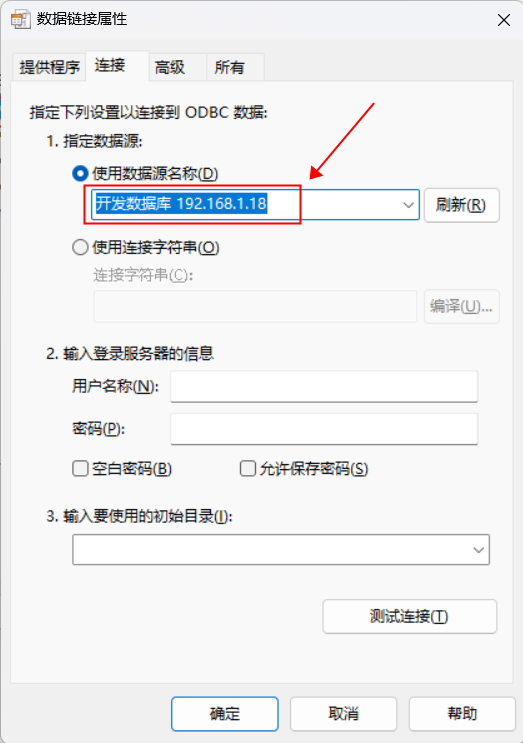 数据链接属性
提供程序 连接 高级 所有
指定下列设置以连接到 ODBC 数据:
1. 指定数据源:
使用数据源名称(D)
开发数据库 192.168.1.18 刷新(R)
使用连接字符串(O)
连接字符串(C):
编译(U)...
2. 输入登录服务器的信息
用户名称(N):
密码(P):
空白密码(B) 允许保存密码(S)
3. 输入要使用的初始目录(I):
测试连接(T)
确定 取消 帮助